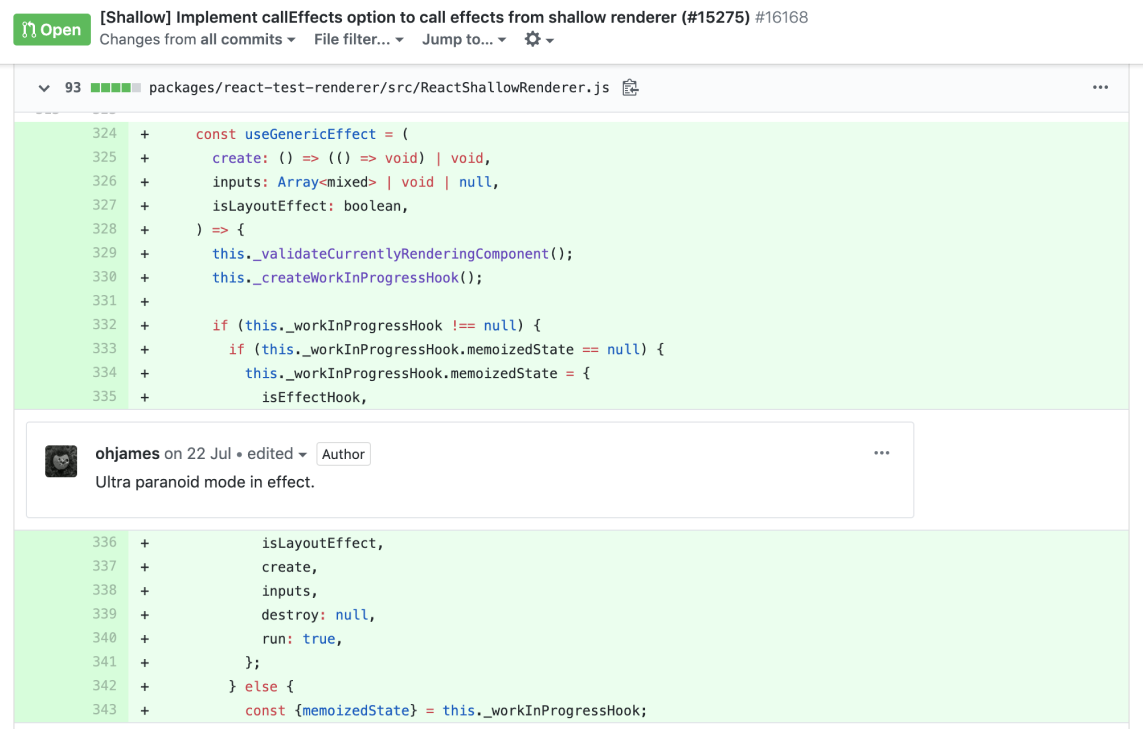 Open
[Shallow] Implement callEffects option to call effects from shallow renderer (#15275) #16168
Changes from all commits File filter... Jump to...
93 packages/react-test-renderer/src/ReactShallowRenderer.js
324 + const useGenericEffect = (
325 + create: () => (() => void) | void,
326 + inputs: Array<mixed> | void | null,
327 + isLayoutEffect: boolean,
328 + ) => {
329 + this._validateCurrentlyRenderingComponent();
330 + this._createWorkInProgressHook();
331 +
332 + if (this._workInProgressHook !== null) {
333 + if (this._workInProgressHook.memoizedState == null) {
334 + this._workInProgressHook.memoizedState = {
335 + isEffectHook,
ohjames on 22 Jul • edited Author
Ultra paranoid mode in effect.
336 + isLayoutEffect,
337 + create,
338 + inputs,
339 + destroy: null,
340 + run: true,
341 + };
342 + } else {
343 + const {memoizedState} = this._workInProgressHook;